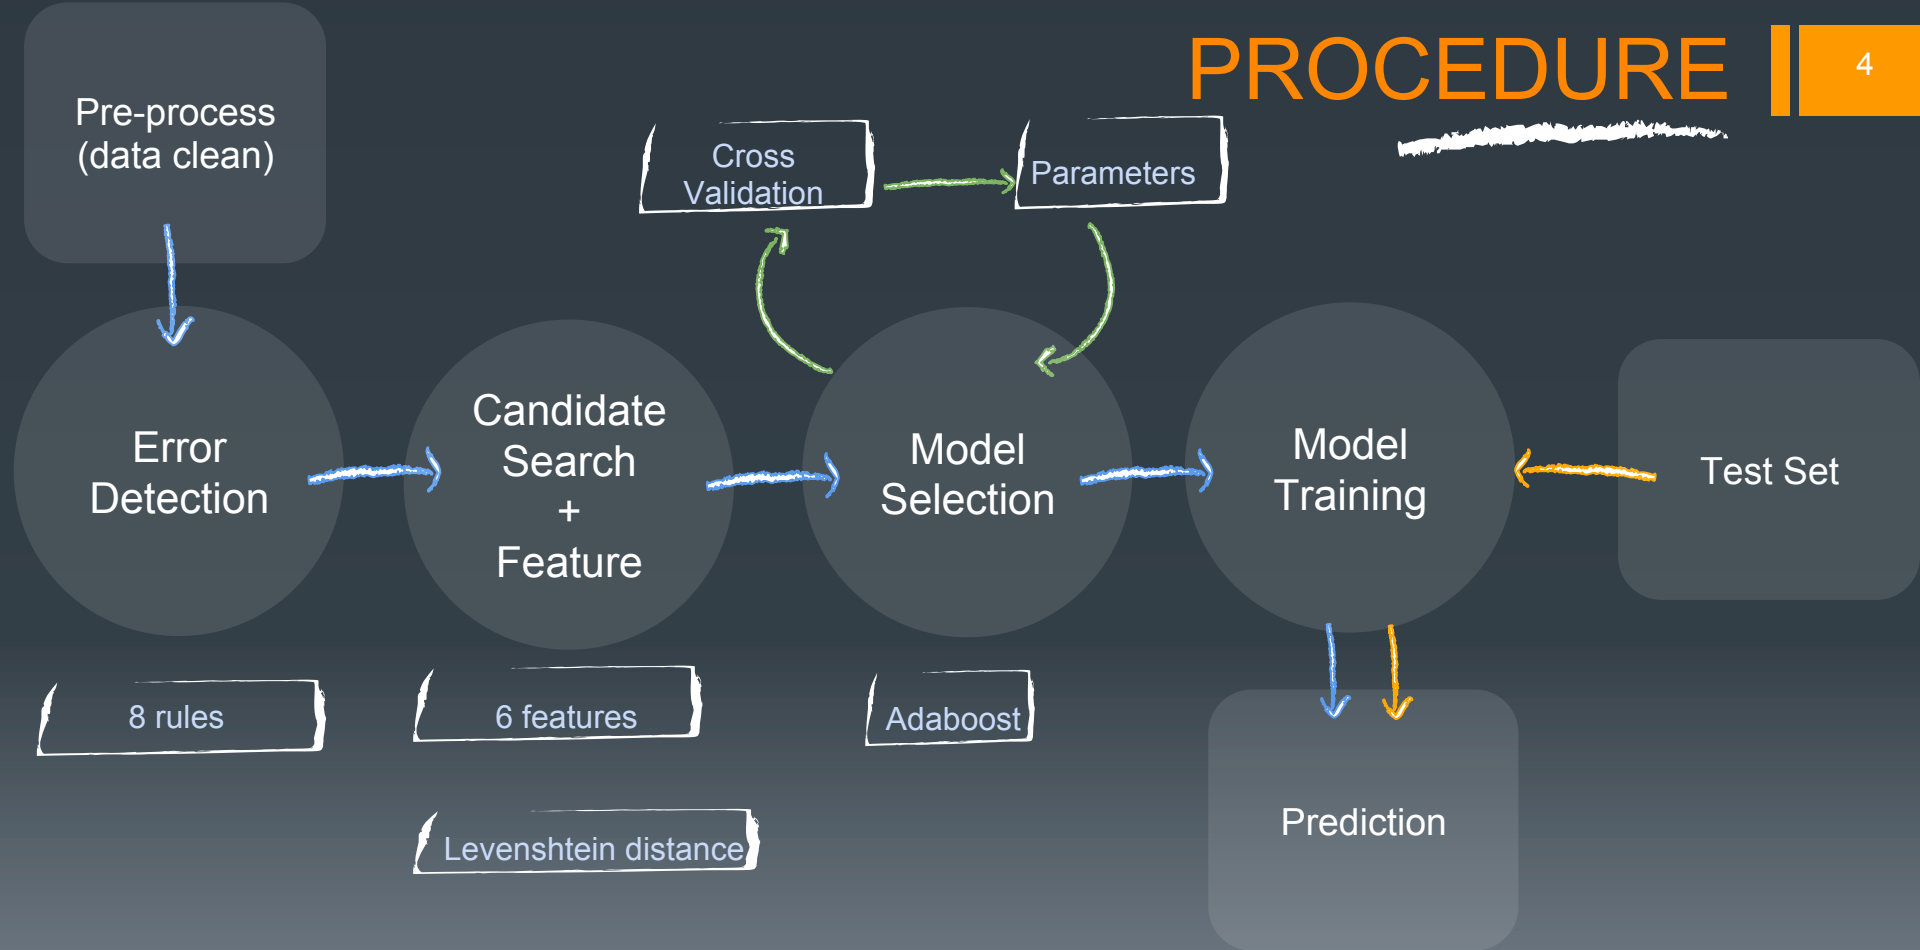 PROCEDURE
4
Pre-process
(data clean)
Cross
Validation
Parameters
Error
Detection
Candidate
Search
+
Feature
Model
Selection
Model
Training
Test Set
8 rules
6 features
Adaboost
Levenshtein distance
Prediction